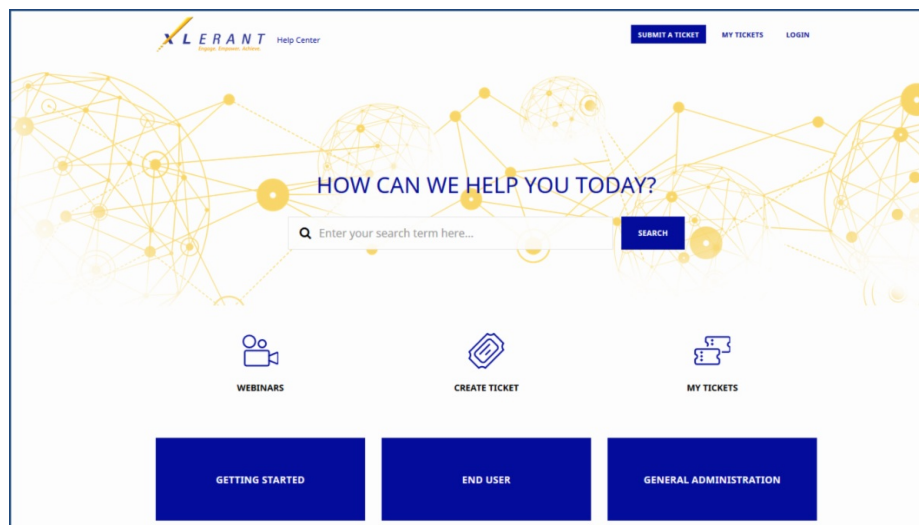 XLERANT Help Center
Engage. Empower. Achieve.
SUBMIT A TICKET MY TICKETS LOGIN
HOW CAN WE HELP YOU TODAY?
Enter your search term here... SEARCH
WEBINARS CREATE TICKET MY TICKETS
GETTING STARTED END USER GENERAL ADMINISTRATION